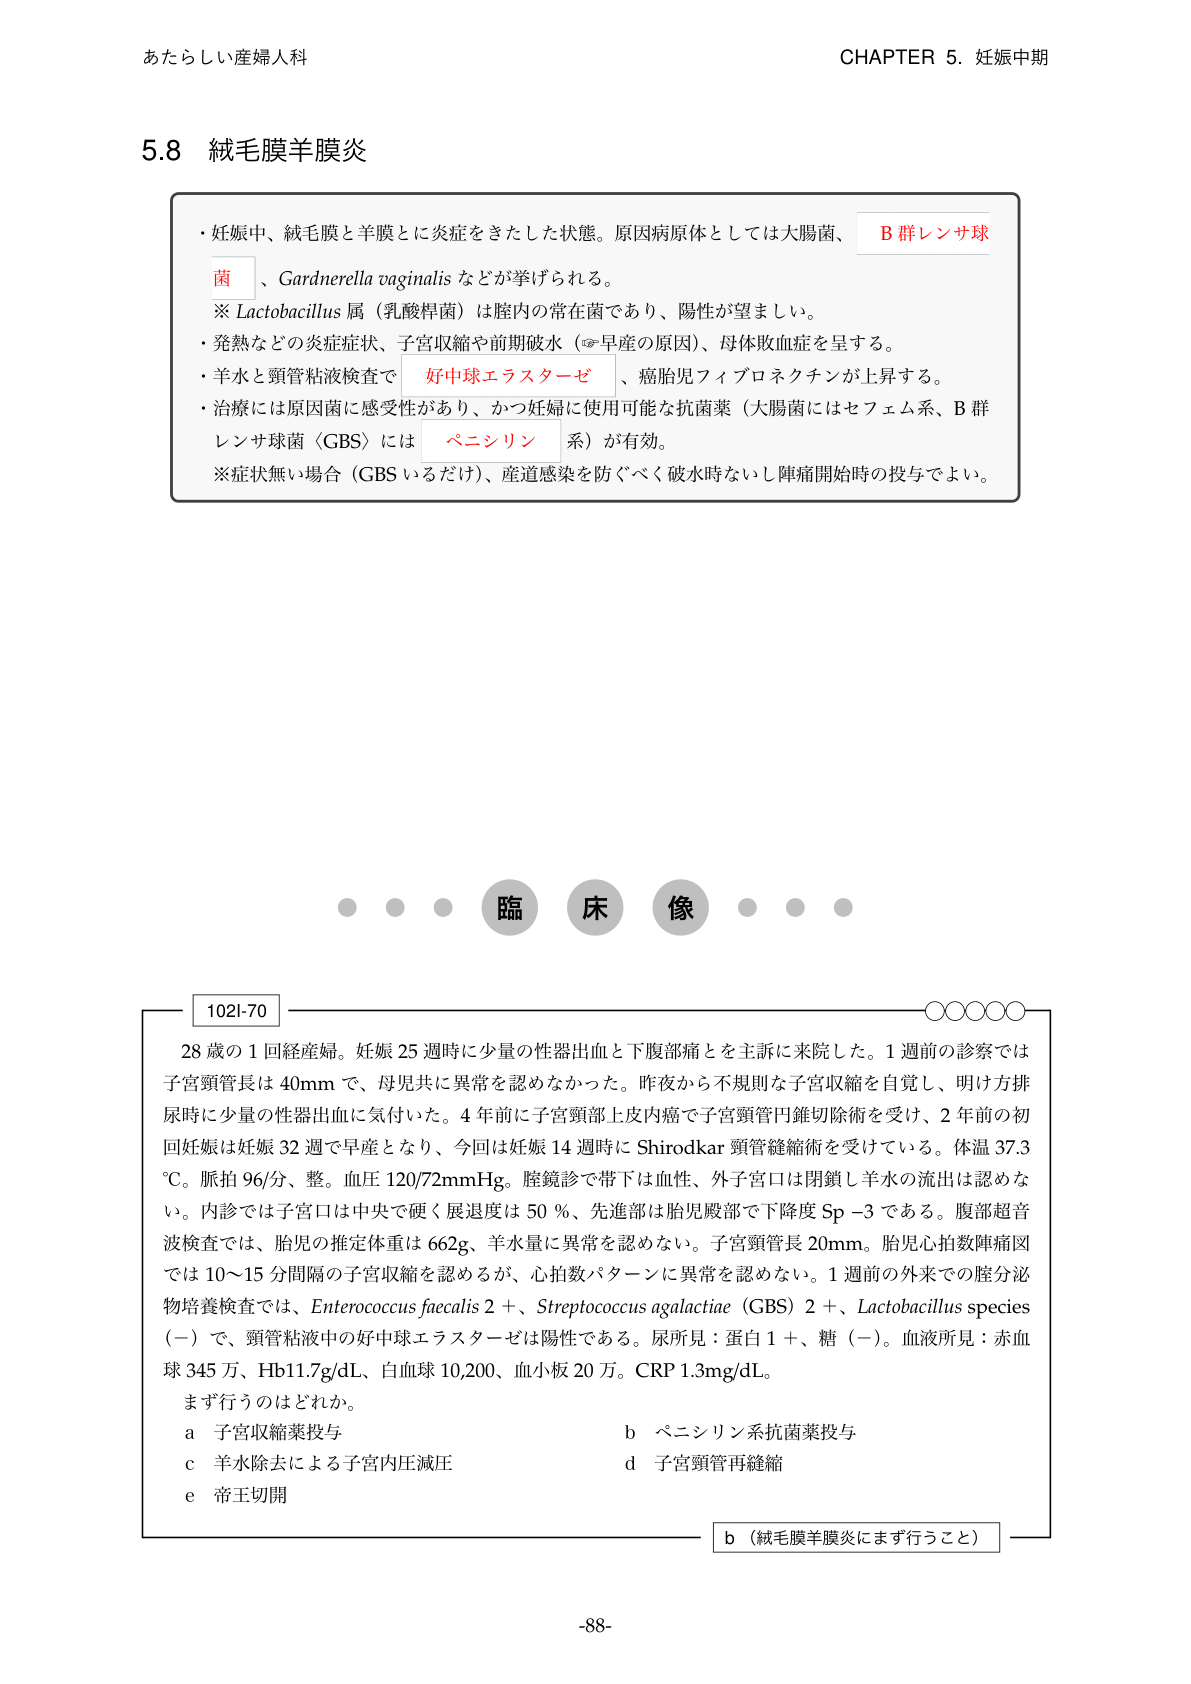 あたらしい産婦人科
CHAPTER 5. 妊娠中期
5.8 絨毛膜羊膜炎
・妊娠中、絨毛膜と羊膜とに炎症をきたした状態。原因病原体としては大腸菌、 B 群レンサ球
菌 、Gardnerella vaginalis などが挙げられる。
※ Lactobacillus 属（乳酸桿菌）は腟内の常在菌であり、陽性が望ましい。
・発熱などの炎症症状、子宮収縮や前期破水（☞早産の原因）、母体敗血症を呈する。
・羊水と頸管粘液検査で 好中球エラスターゼ 、癌胎児フィブロネクチンが上昇する。
・治療には原因菌に感受性があり、かつ妊婦に使用可能な抗菌薬（大腸菌にはセフェム系、B 群
レンサ球菌〈GBS〉には ペニシリン 系）が有効。
※症状無い場合（GBS いるだけ）、産道感染を防ぐべく破水時ないし陣痛開始時の投与でよい。
臨 床 像
102I-70
28 歳の 1 回経産婦。妊娠 25 週時に少量の性器出血と下腹部痛とを主訴に来院した。1 週前の診察では
子宮頸管長は 40mm で、母児共に異常を認めなかった。昨夜から不規則な子宮収縮を自覚し、明け方排
尿時に少量の性器出血に気付いた。4 年前に子宮頸部上皮内癌で子宮頸管円錐切除術を受け、2 年前の初
回妊娠は妊娠 32 週で早産となり、今回は妊娠 14 週時に Shirodkar 頸管縫縮術を受けている。体温 37.3
℃。脈拍 96/分、整。血圧 120/72mmHg。腟鏡診で帯下は血性、外子宮口は閉鎖し羊水の流出は認めな
い。内診では子宮口は中央で硬く展退度は 50 %、先進部は胎児殿部で下降度 Sp –3 である。腹部超音
波検査では、胎児の推定体重は 662g、羊水量に異常を認めない。子宮頸管長 20mm。胎児心拍数陣痛図
では 10〜15 分間隔の子宮収縮を認めるが、心拍数パターンに異常を認めない。1 週前の外来での腟分泌
物培養検査では、Enterococcus faecalis 2 ＋、Streptococcus agalactiae（GBS）2 ＋、Lactobacillus species
（−）で、頸管粘液中の好中球エラスターゼは陽性である。尿所見：蛋白 1 ＋、糖（−）。血液所見：赤血
球 345 万、Hb11.7g/dL、白血球 10,200、血小板 20 万。CRP 1.3mg/dL。
まず行うのはどれか。
a 子宮収縮薬投与
b ペニシリン系抗菌薬投与
c 羊水除去による子宮内圧減圧
d 子宮頸管再縫縮
e 帝王切開
b （絨毛膜羊膜炎にまず行うこと）
-88-